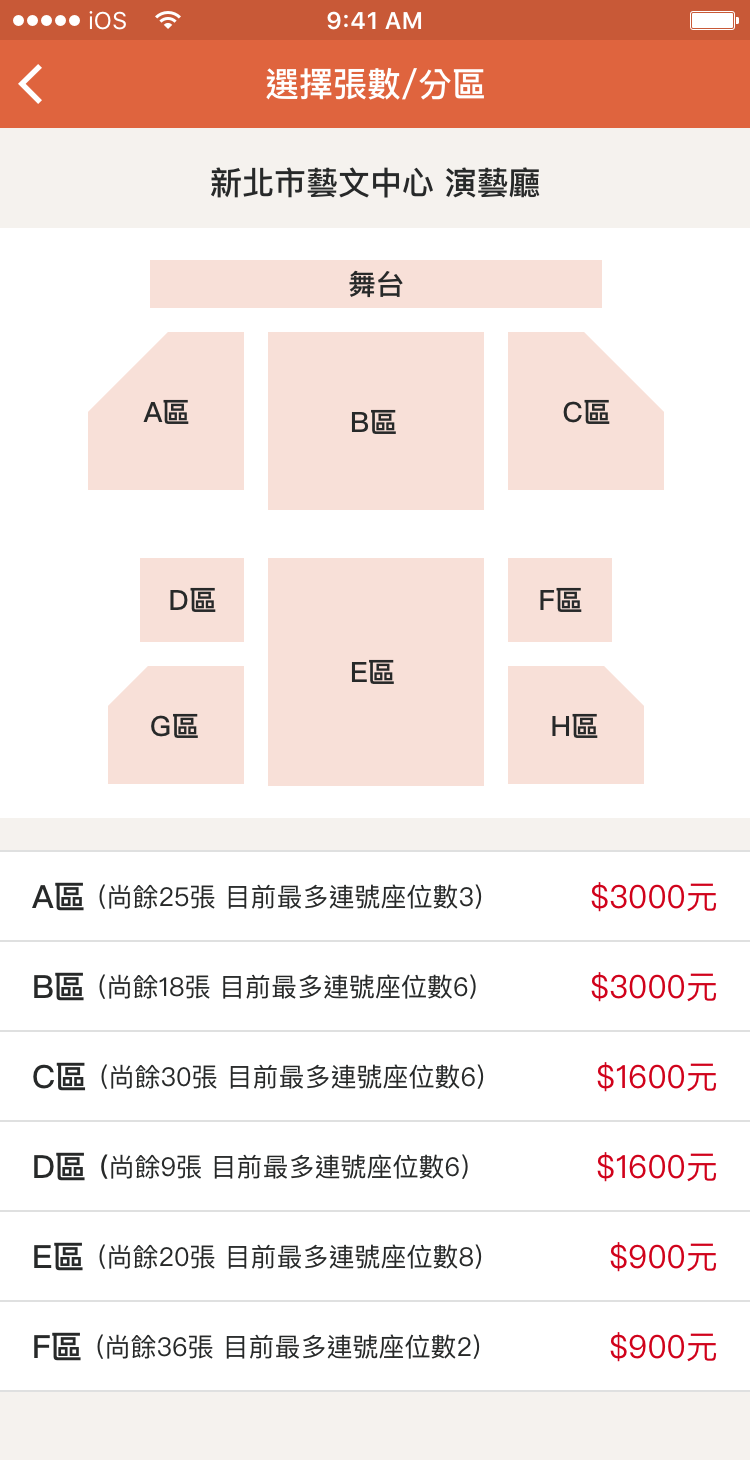 iOS 9:41 AM
選擇張數/分區
新北市藝文中心 演藝廳
舞台
A區 B區 C區
D區 F區
E區
G區 H區
A區 (尚餘25張 目前最多連號座位數3) $3000元
B區 (尚餘18張 目前最多連號座位數6) $3000元
C區 (尚餘30張 目前最多連號座位數6) $1600元
D區 (尚餘9張 目前最多連號座位數6) $1600元
E區 (尚餘20張 目前最多連號座位數8) $900元
F區 (尚餘36張 目前最多連號座位數2) $900元